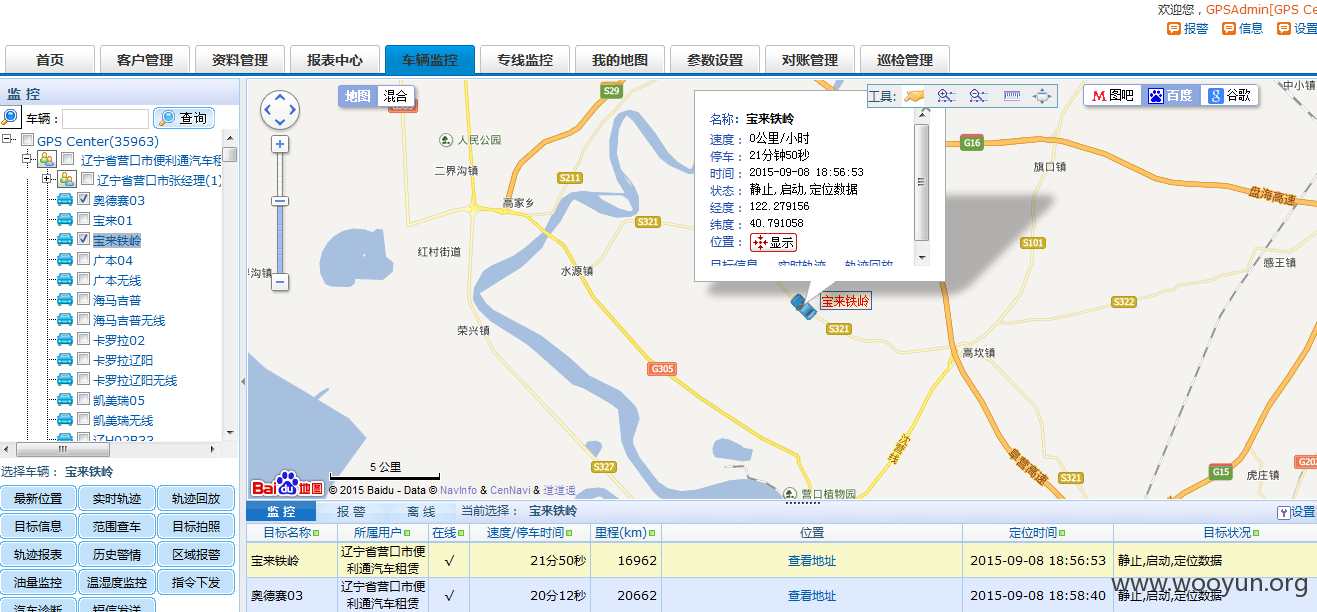 欢迎您，GPSAdmin[GPS Ce
报警 信息 设置
首页 客户管理 资料管理 报表中心 车辆监控 专线监控 我的地图 参数设置 对账管理 巡检管理
监 控
车辆： 查询
GPS Center(35963)
辽宁省营口市便利通汽车租
辽宁省营口市张经理(1)
奥德赛03
宝来01
宝来铁岭
广本04
广本无线
海马吉普
海马吉普无线
卡罗拉02
卡罗拉辽阳
卡罗拉辽阳无线
凯美瑞05
凯美瑞无线
辽H02B33
选择车辆： 宝来铁岭
最新位置 实时轨迹 轨迹回放
目标信息 范围查车 目标拍照
轨迹报表 历史警情 区域报警
油量监控 温湿度监控 指令下发
汽车诊断 短信发送
地图 混合
工具：
图吧 百度 谷歌
名称： 宝来铁岭
速度： 0公里/小时
停车： 21分钟50秒
时间： 2015-09-08 18:56:53
状态： 静止,启动,定位数据
经度： 122.279156
纬度： 40.791058
位置： 显示
目标信息 实时轨迹 轨迹回放
宝来铁岭
中小镇
S29
人民公园
二界沟镇
S211
高家乡
S321
红村街道
水源镇
界沟镇
荣兴镇
G305
S327
G16
旗口镇
盘海高速
S101
感王镇
S322
S321
高坎镇
沈营线
阜营高速
S321
G15
虎庄镇
G202
营口植物园
5 公里
Bai du 地图
© 2015 Baidu - Data © NavInfo & CenNavi & 道道通
监 控 报 警 离 线 当前选择： 宝来铁岭 设置
目标名称 所属用户 在线 速度/停车时间 里程(km) 位置 定位时间 目标状况
宝来铁岭 辽宁省营口市便利通汽车租赁 √ 21分50秒 16962 查看地址 2015-09-08 18:56:53 静止,启动,定位数据
奥德赛03 辽宁省营口市便利通汽车租赁 √ 20分12秒 20662 查看地址 2015-09-08 18:58:40 静止,启动,定位数据
www.wooyun.org